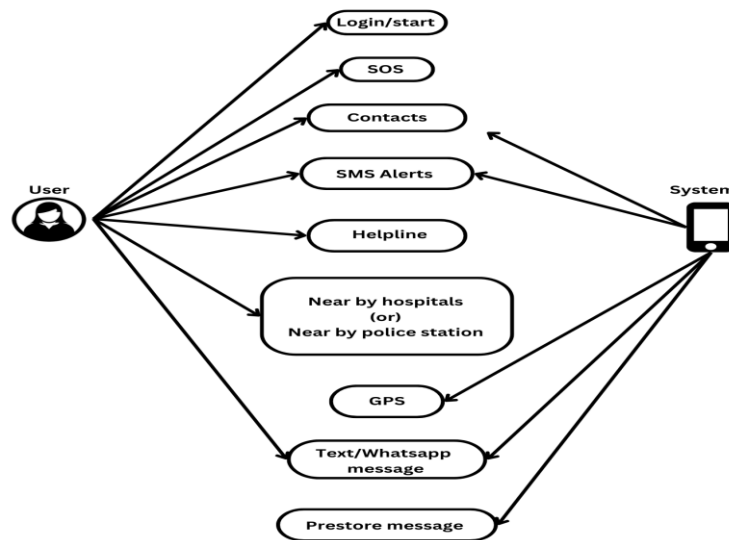 Login/start
SOS
Contacts
User
SMS Alerts
System
Helpline
Near by hospitals
(or)
Near by police station
GPS
Text/Whatsapp
message
Prestore message